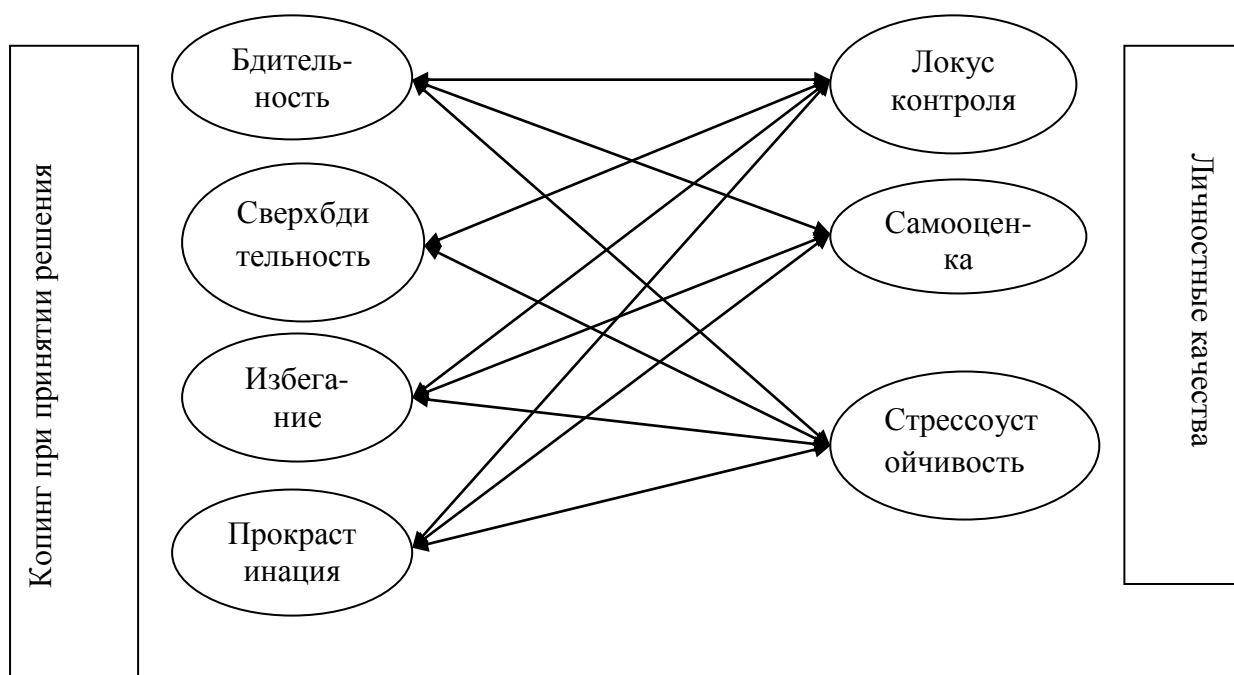 Копинг при принятии решения
Бдитель-
ность
Сверхбди
тельность
Избега-
ние
Прокраст
инация
Локус
контроля
Самооцен-
ка
Стрессоуст
ойчивость
Личностные качества